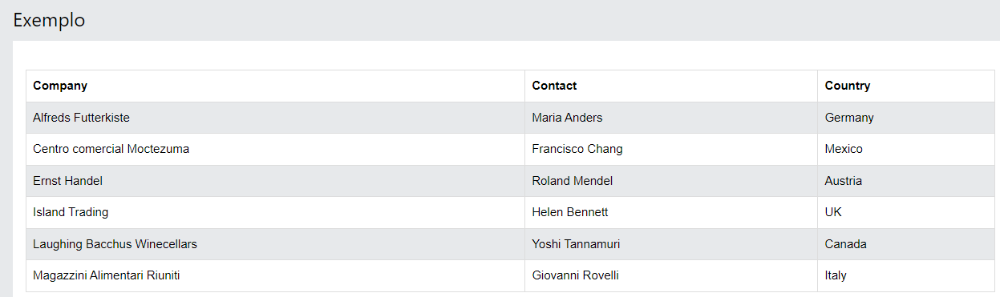 Exemplo
Company Contact Country
Alfreds Futterkiste Maria Anders Germany
Centro comercial Moctezuma Francisco Chang Mexico
Ernst Handel Roland Mendel Austria
Island Trading Helen Bennett UK
Laughing Bacchus Winecellars Yoshi Tannamuri Canada
Magazzini Alimentari Riuniti Giovanni Rovelli Italy